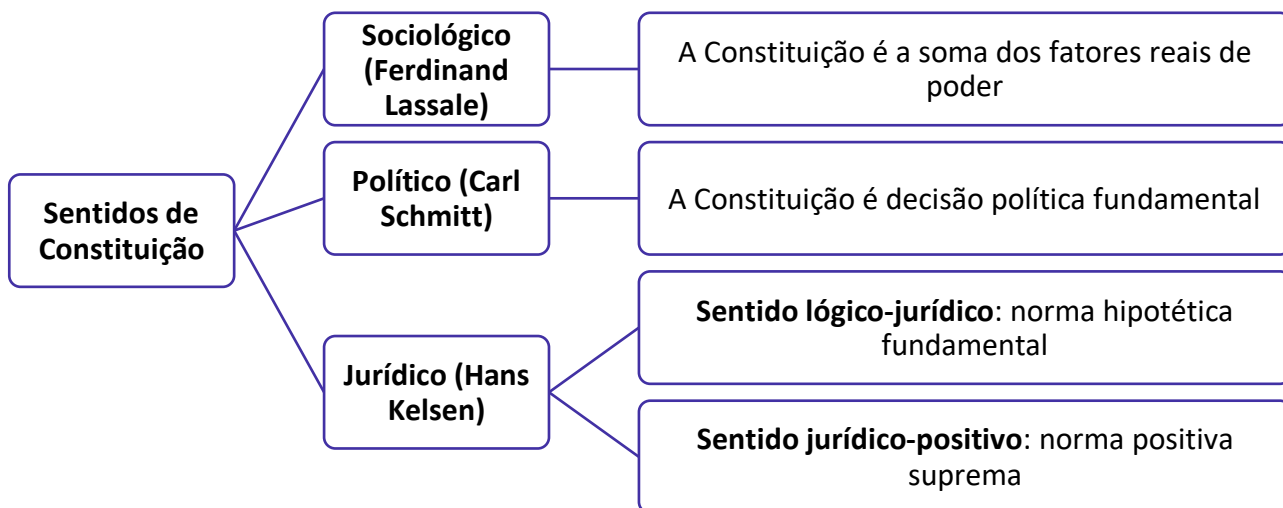 Sentidos de
Constituição
Sociológico
(Ferdinand
Lassale)
A Constituição é a soma dos fatores reais de
poder
Político (Carl
Schmitt)
A Constituição é decisão política fundamental
Jurídico (Hans
Kelsen)
Sentido lógico-jurídico: norma hipotética
fundamental
Sentido jurídico-positivo: norma positiva
suprema